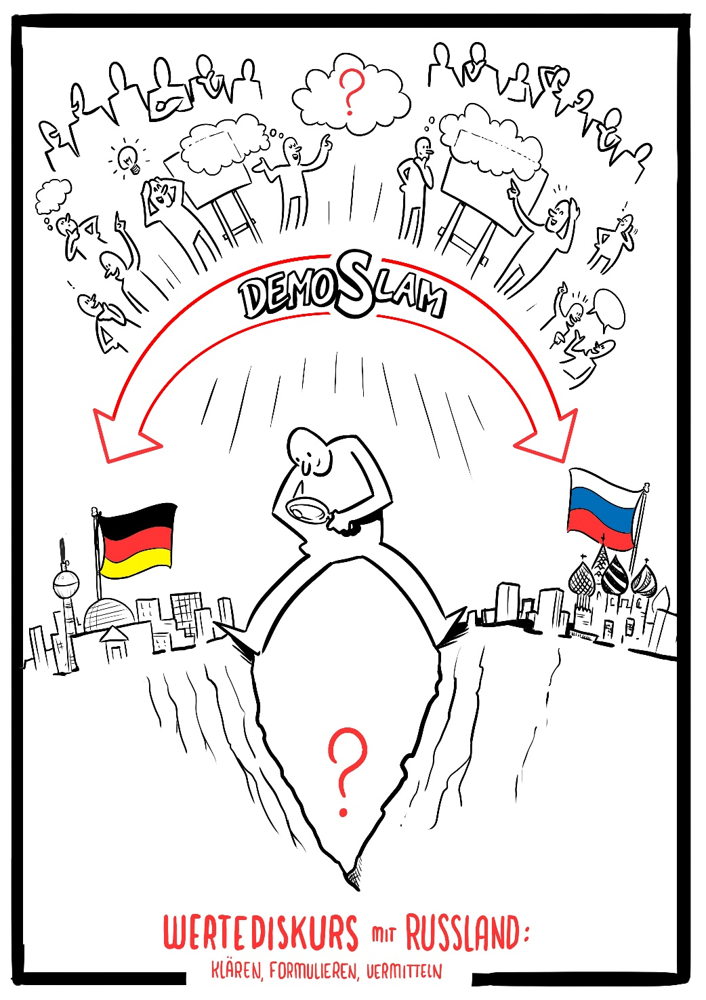 ?
DEMOSLAM
?
WERTEDISKURS MIT RUSSLAND:
KLÄREN, FORMULIEREN, VERMITTELN